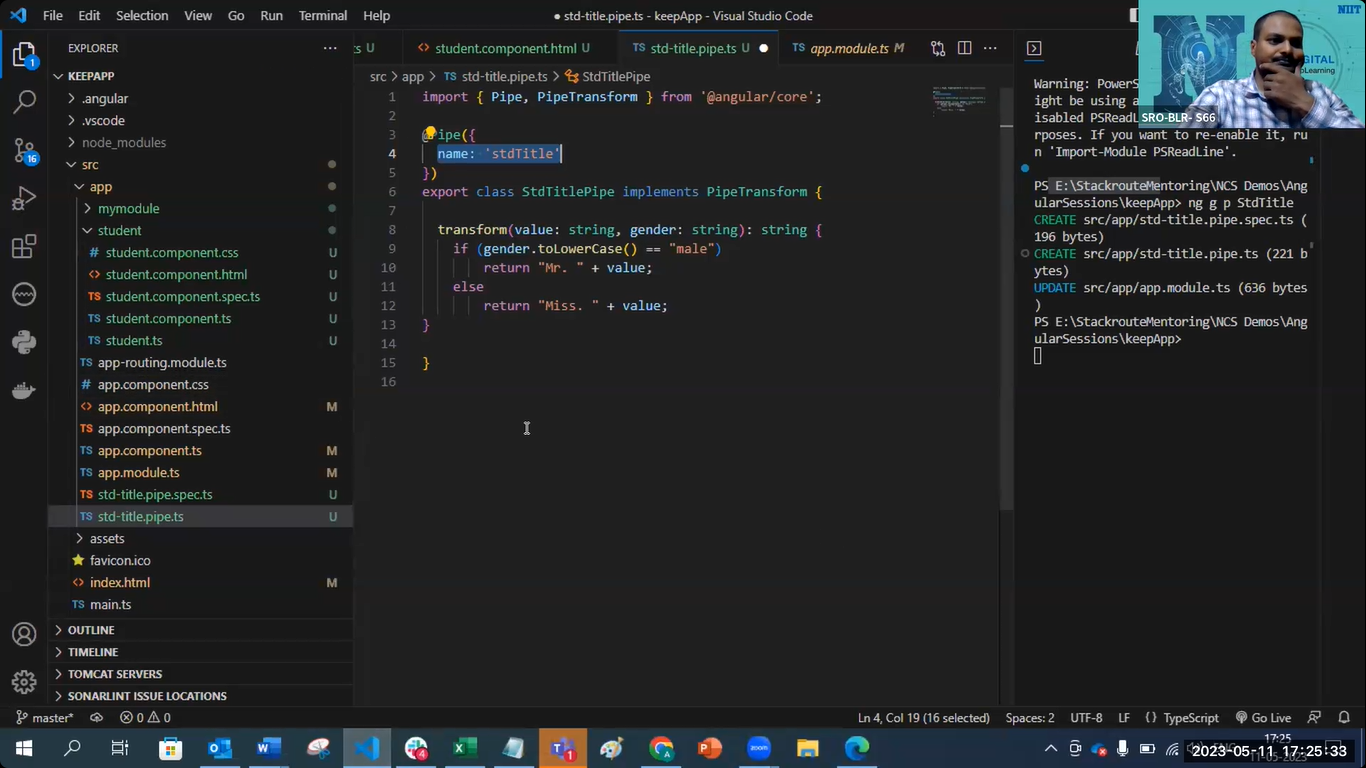 File Edit Selection View Go Run Terminal Help
● std-title.pipe.ts - keepApp - Visual Studio Code
NIIT
DIGITAL
Learning
SRO-BLR- S66
EXPLORER
KEEPAPP
.angular
.vscode
node_modules
src
app
mymodule
student
student.component.css U
student.component.html U
student.component.spec.ts U
student.component.ts U
student.ts U
app-routing.module.ts
app.component.css
app.component.html M
app.component.spec.ts
app.component.ts M
app.module.ts M
std-title.pipe.spec.ts U
std-title.pipe.ts U
assets
favicon.ico
index.html M
main.ts
OUTLINE
TIMELINE
TOMCAT SERVERS
SONARLINT ISSUE LOCATIONS
ts U student.component.html U TS std-title.pipe.ts U ● TS app.module.ts M
src > app > TS std-title.pipe.ts > StdTitlePipe
1 import { Pipe, PipeTransform } from '@angular/core';
2
3 @Pipe({
4 name: 'stdTitle'
5 })
6 export class StdTitlePipe implements PipeTransform {
7
8 transform(value: string, gender: string): string {
9 if (gender.toLowerCase() == "male")
10 return "Mr. " + value;
11 else
12 return "Miss. " + value;
13 }
14
15 }
16
Warning: PowerS
ight be using a
isabled PSReadL
rposes. If you want to re-enable it, ru
n 'Import-Module PSReadLine'.
PS E:\StackrouteMentoring\NCS Demos\Ang
ularSessions\keepApp> ng g p StdTitle
CREATE src/app/std-title.pipe.spec.ts (
196 bytes)
CREATE src/app/std-title.pipe.ts (221 b
ytes)
UPDATE src/app/app.module.ts (636 bytes
)
PS E:\StackrouteMentoring\NCS Demos\Ang
ularSessions\keepApp>
master* 0 0 Ln 4, Col 19 (16 selected) Spaces: 2 UTF-8 LF {} TypeScript Go Live
17:25
2023-05-11 17:25:33
11-05-2023